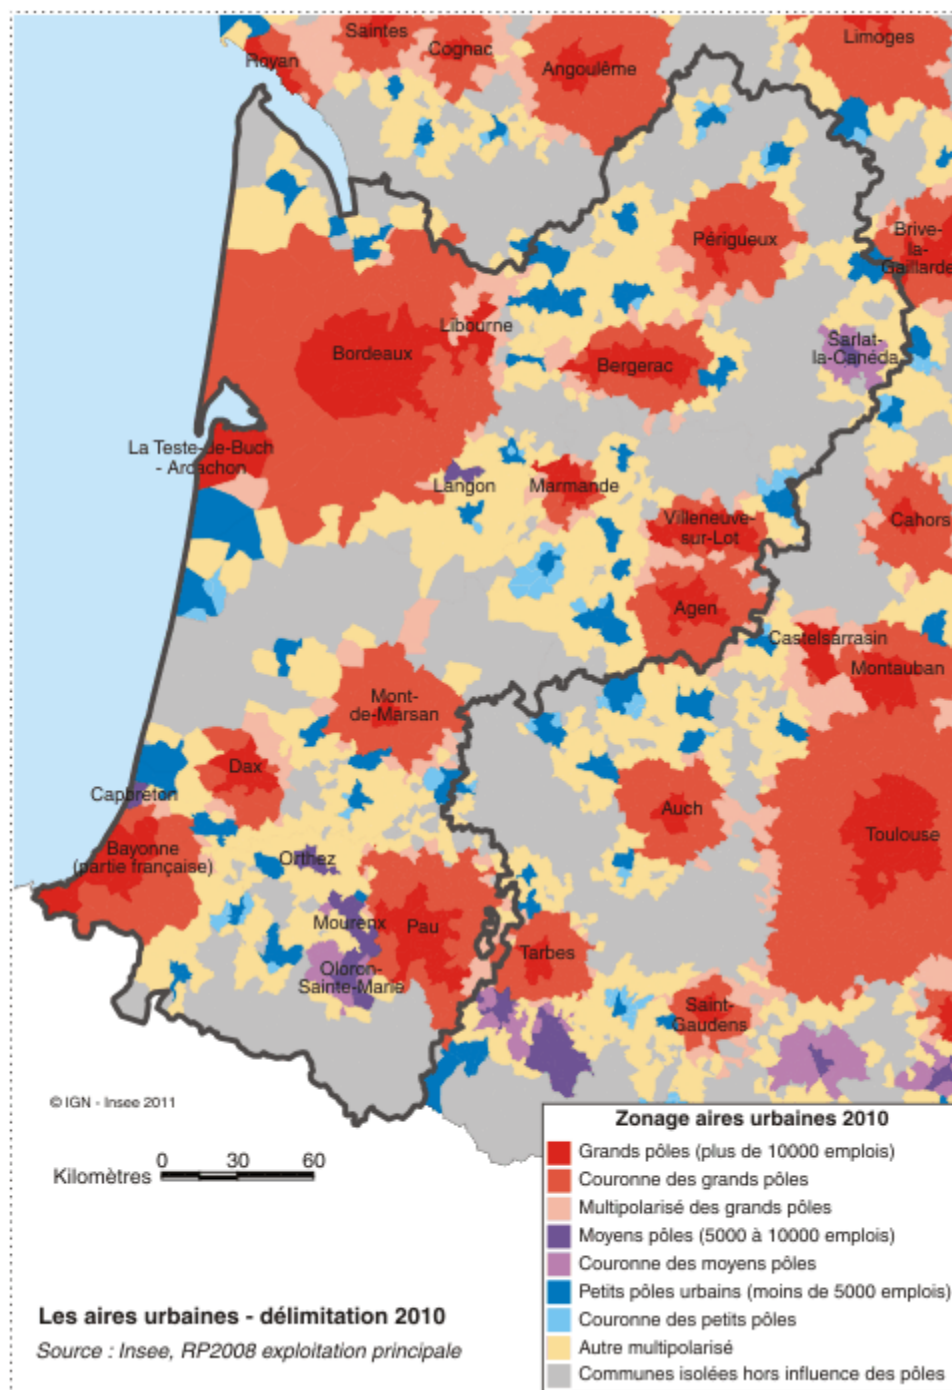 Saintes
Cognac
Royan
Angoulême
Limoges
Périgueux
Brive-
la-
Gaillarde
Libourne
Bordeaux
Bergerac
Sarlat-
la-Canéda
La Teste-de-Buch
- Ardachon
Langon
Marmande
Villeneuve-
sur-Lot
Cahors
Agen
Castelsarrasin
Montauban
Mont-
de-Marsan
Dax
Capbreton
Auch
Toulouse
Bayonne
(partie française)
Orthez
Mourenx
Pau
Oloron-
Sainte-Marie
Tarbes
Saint-
Gaudens
© IGN - Insee 2011
Kilomètres 0 30 60
Zonage aires urbaines 2010
Grands pôles (plus de 10000 emplois)
Couronne des grands pôles
Multipolarisé des grands pôles
Moyens pôles (5000 à 10000 emplois)
Couronne des moyens pôles
Petits pôles urbains (moins de 5000 emplois)
Couronne des petits pôles
Autre multipolarisé
Communes isolées hors influence des pôles
Les aires urbaines - délimitation 2010
Source : Insee, RP2008 exploitation principale